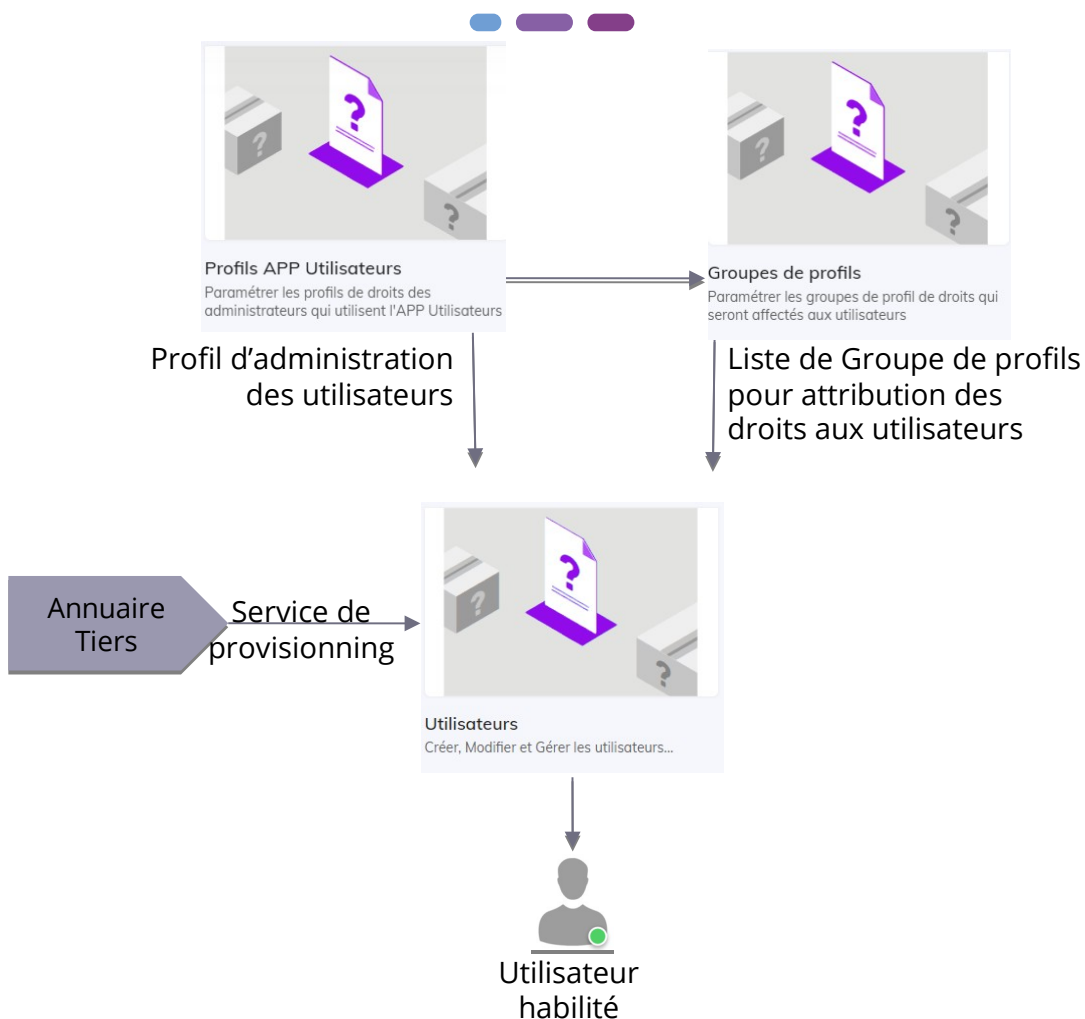 Profils APP Utilisateurs
Paramétrer les profils de droits des
administrateurs qui utilisent l'APP Utilisateurs
Groupes de profils
Paramétrer les groupes de profil de droits qui
seront affectés aux utilisateurs
Profil d’administration
des utilisateurs
Liste de Groupe de profils
pour attribution des
droits aux utilisateurs
Annuaire
Tiers
Service de
provisionning
Utilisateurs
Créer, Modifier et Gérer les utilisateurs...
Utilisateur
habilité